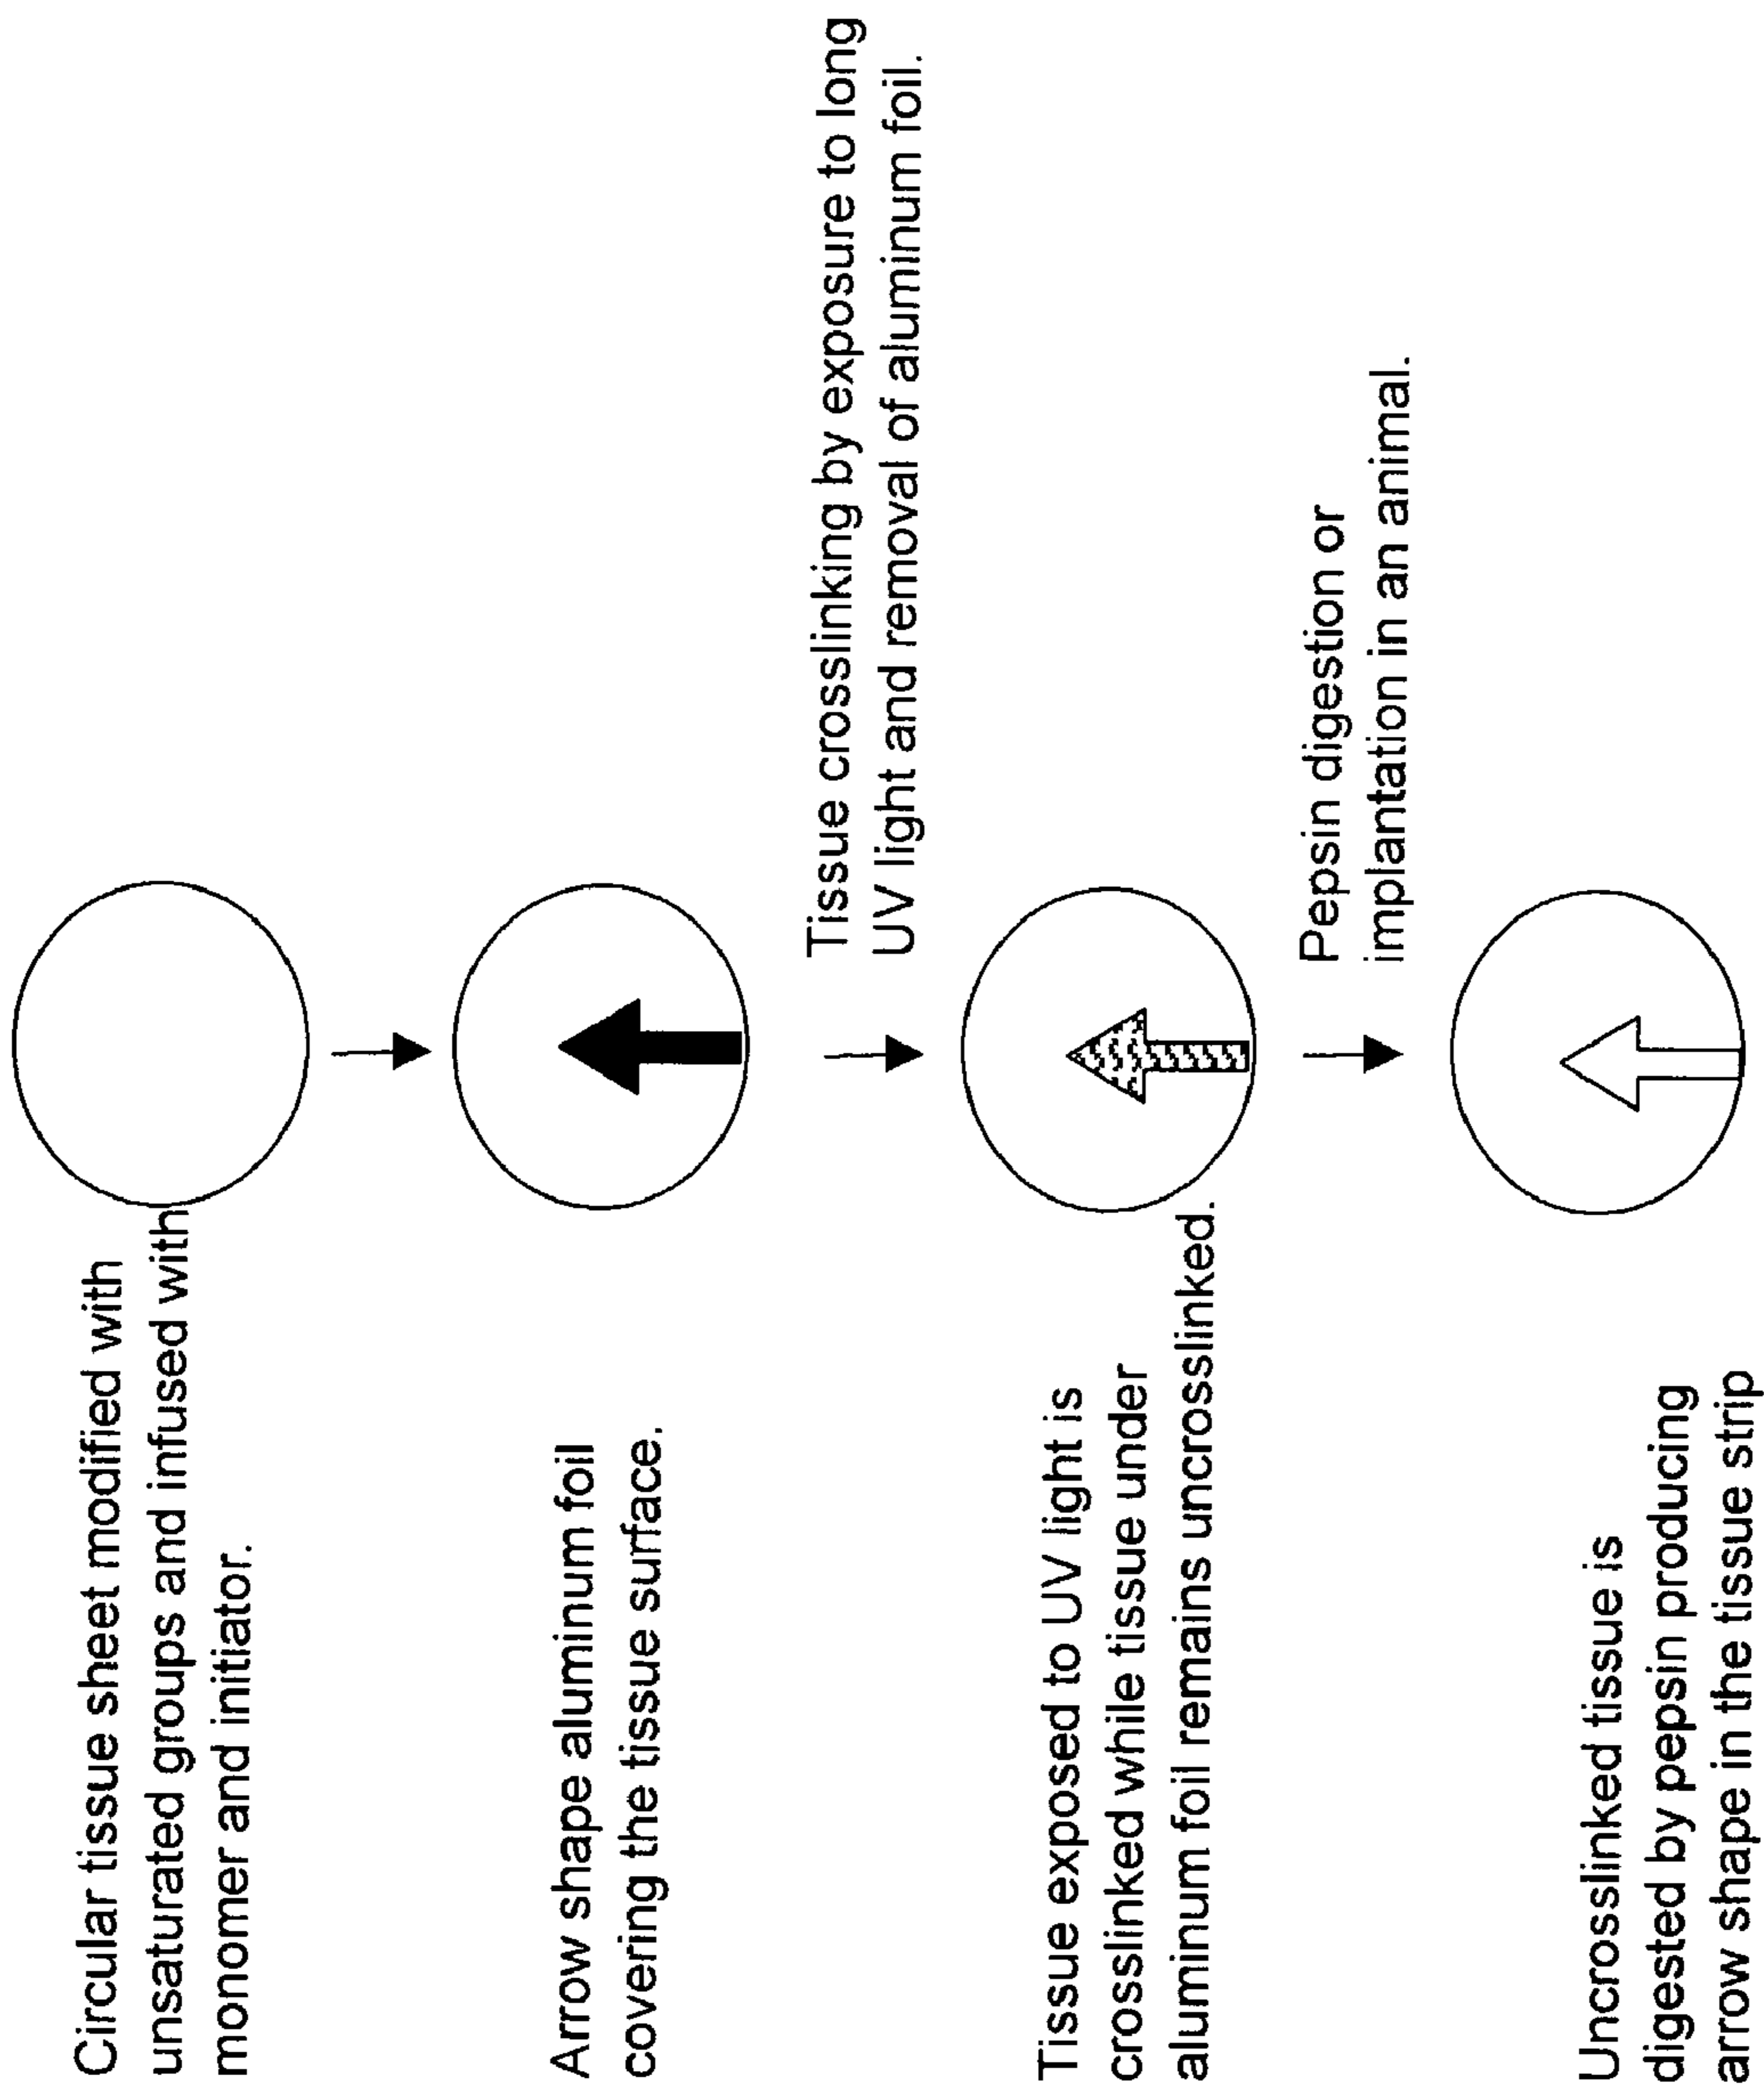 Circular tissue sheet modified with
unsaturated groups and infused with
monomer and initiator.
Arrow shape aluminum foil
covering the tissue surface.
Tissue crosslinking by exposure to long
UV light and removal of aluminum foil.
Tissue exposed to UV light is
crosslinked while tissue under
aluminum foil remains uncrosslinked.
Pepsin digestion or
implantation in an animal.
Uncrosslinked tissue is
digested by pepsin producing
arrow shape in the tissue strip